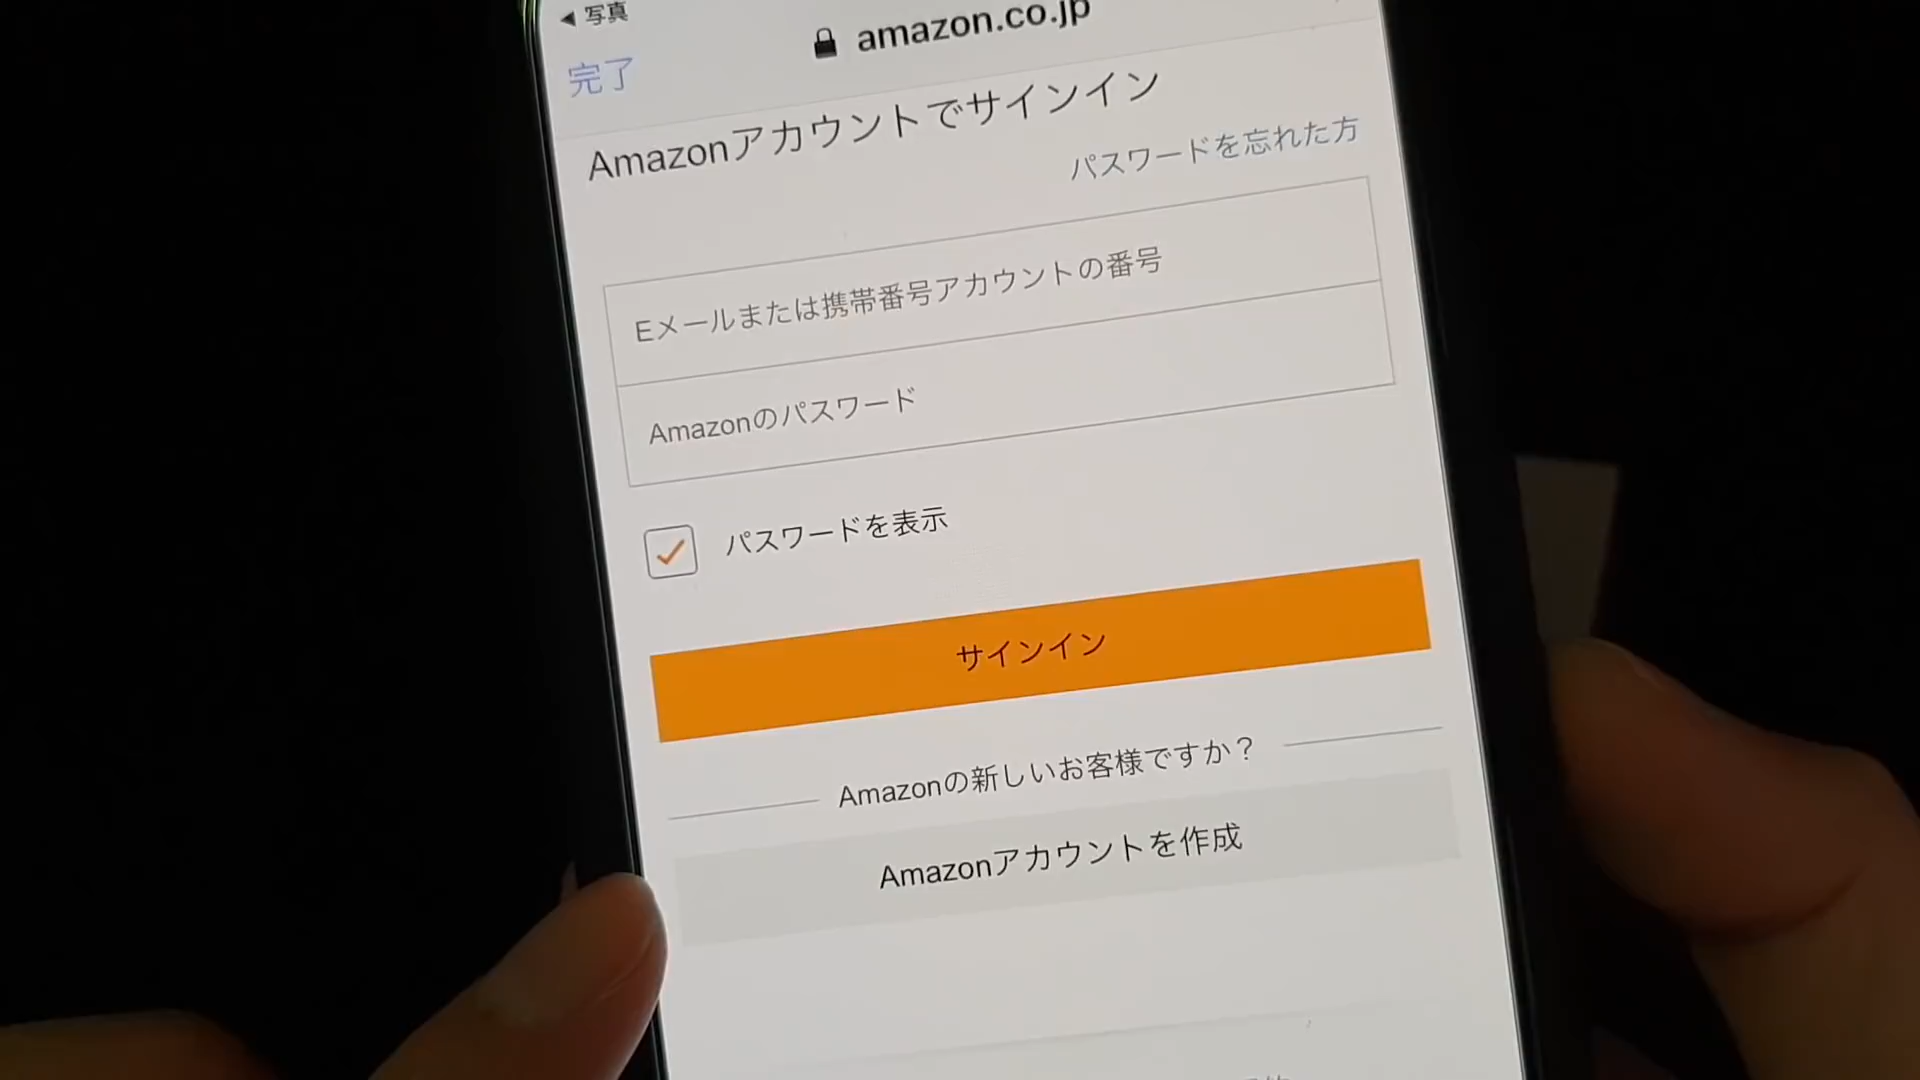 ◀ 写真
完了
amazon.co.jp
Amazonアカウントでサインイン
パスワードを忘れた方
Eメールまたは携帯番号アカウントの番号
Amazonのパスワード
パスワードを表示
サインイン
Amazonの新しいお客様ですか？
Amazonアカウントを作成